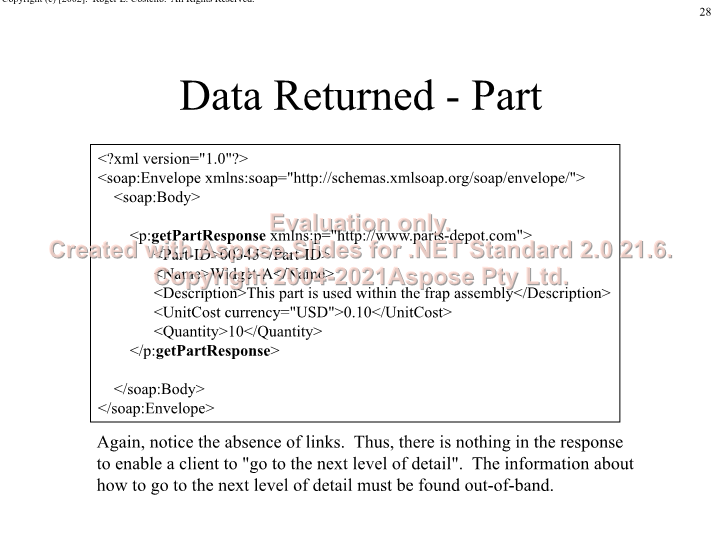 Copyright (c) [2002]. Roger L. Costello. All Rights Reserved.
28
Data Returned - Part
<?xml version="1.0"?>
<soap:Envelope xmlns:soap="http://schemas.xmlsoap.org/soap/envelope/">
<soap:Body>
<p:getPartResponse xmlns:p="http://www.parts-depot.com">
<Part-ID>00345</Part-ID>
<Name>Widget-A</Name>
<Description>This part is used within the frap assembly</Description>
<UnitCost currency="USD">0.10</UnitCost>
<Quantity>10</Quantity>
</p:getPartResponse>
</soap:Body>
</soap:Envelope>
Evaluation only.
Created with Aspose.Slides for .NET Standard 2.0 21.6.
Copyright 2004-2021Aspose Pty Ltd.
Again, notice the absence of links.  Thus, there is nothing in the response
to enable a client to "go to the next level of detail".  The information about
how to go to the next level of detail must be found out-of-band.